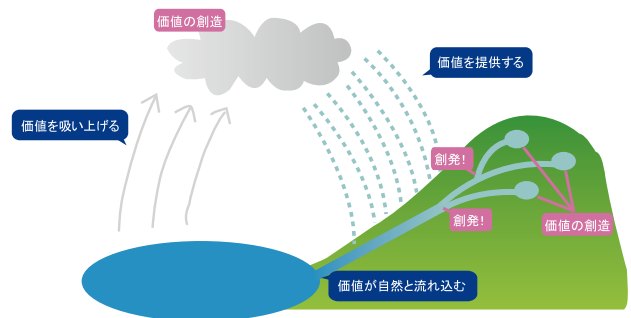 価値の創造
価値を提供する
価値を吸い上げる
創発!
創発!
価値の創造
価値が自然と流れ込む